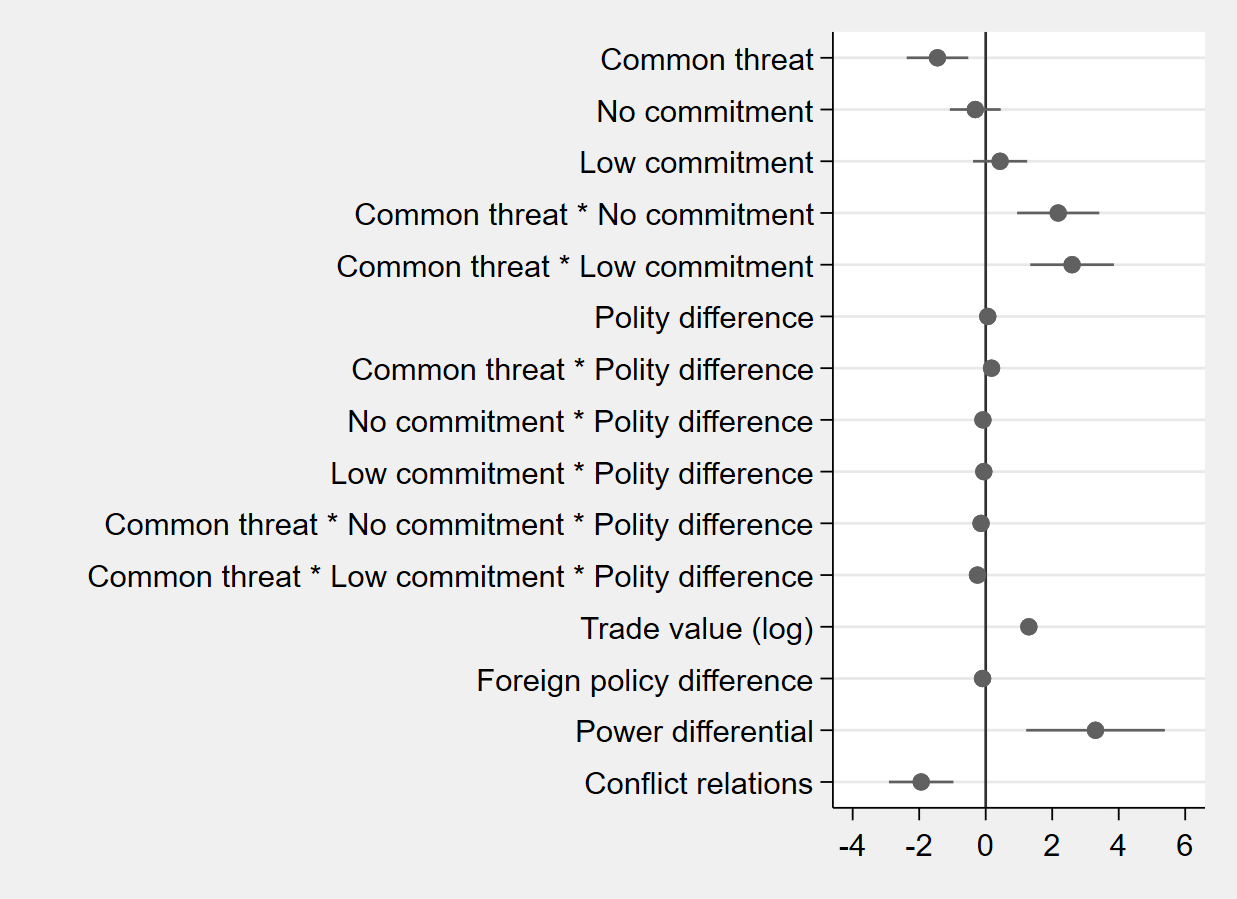 Common threat
No commitment
Low commitment
Common threat * No commitment
Common threat * Low commitment
Polity difference
Common threat * Polity difference
No commitment * Polity difference
Low commitment * Polity difference
Common threat * No commitment * Polity difference
Common threat * Low commitment * Polity difference
Trade value (log)
Foreign policy difference
Power differential
Conflict relations
-4 -2 0 2 4 6